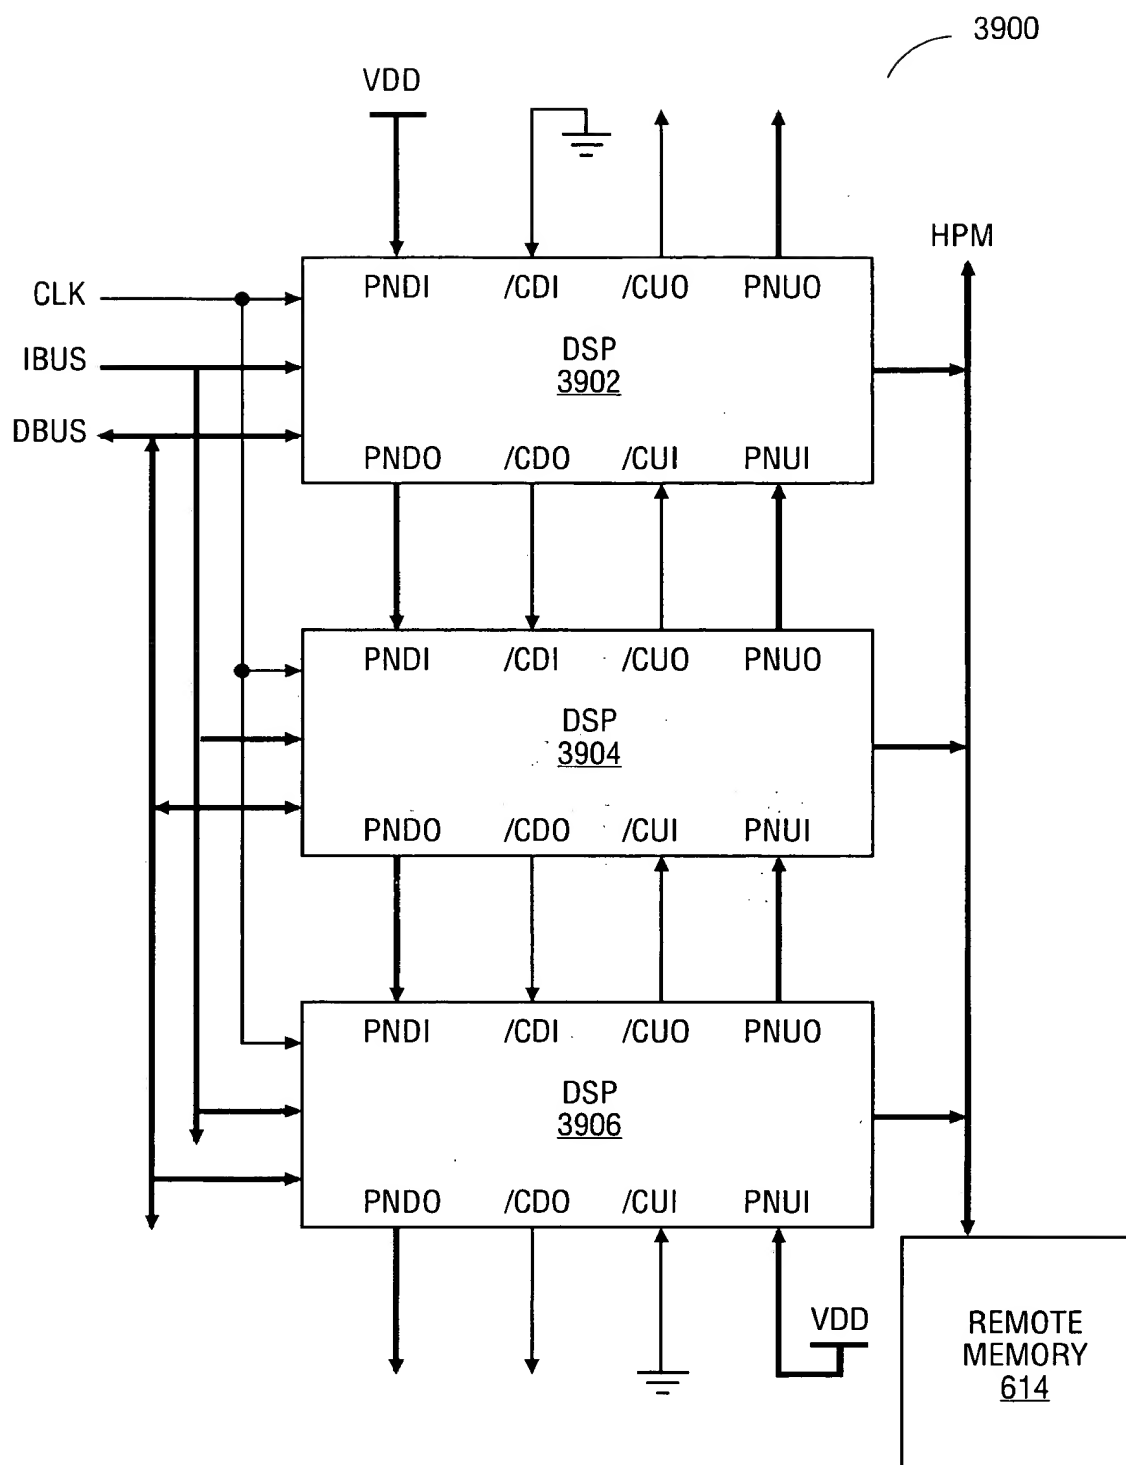 3900
VDD
HPM
CLK
IBUS
DBUS
PNDI /CDI /CUO PNUO
DSP
3902
PNDO /CDO /CUI PNUI
PNDI /CDI /CUO PNUO
DSP
3904
PNDO /CDO /CUI PNUI
PNDI /CDI /CUO PNUO
DSP
3906
PNDO /CDO /CUI PNUI
VDD
REMOTE
MEMORY
614